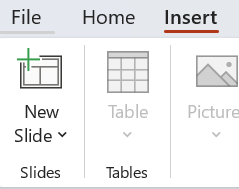 File Home Insert
New Table Picture
Slide
Slides Tables